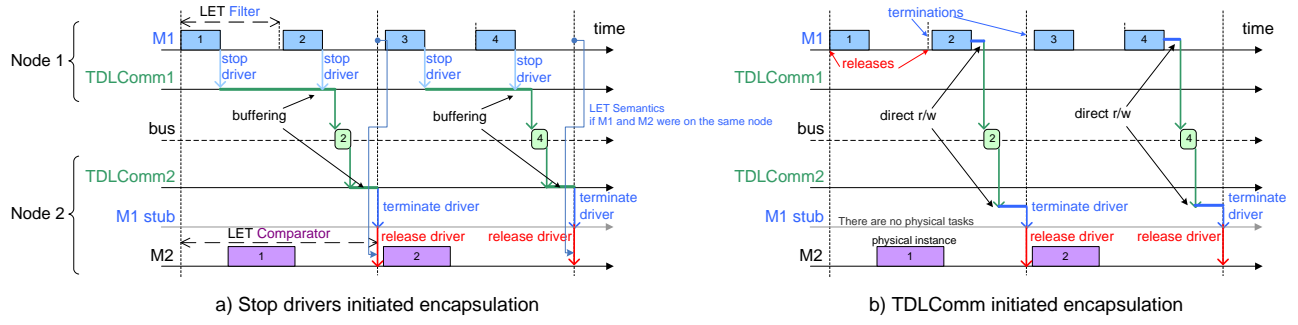 LET Filter
time
M1
1
2
3
4
Node 1
stop
driver
stop
driver
stop
driver
stop
driver
TDLComm1
buffering
buffering
LET Semantics
if M1 and M2 were on the same node
bus
2
4
TDLComm2
Node 2
terminate driver
terminate
driver
M1 stub
LET Comparator
release driver
release driver
M2
1
2
a) Stop drivers initiated encapsulation
terminations
time
M1
1
2
3
4
releases
TDLComm1
direct r/w
direct r/w
bus
2
4
TDLComm2
terminate driver
terminate
driver
M1 stub
There are no physical tasks
release driver
release driver
physical instance
M2
1
2
b) TDLComm initiated encapsulation